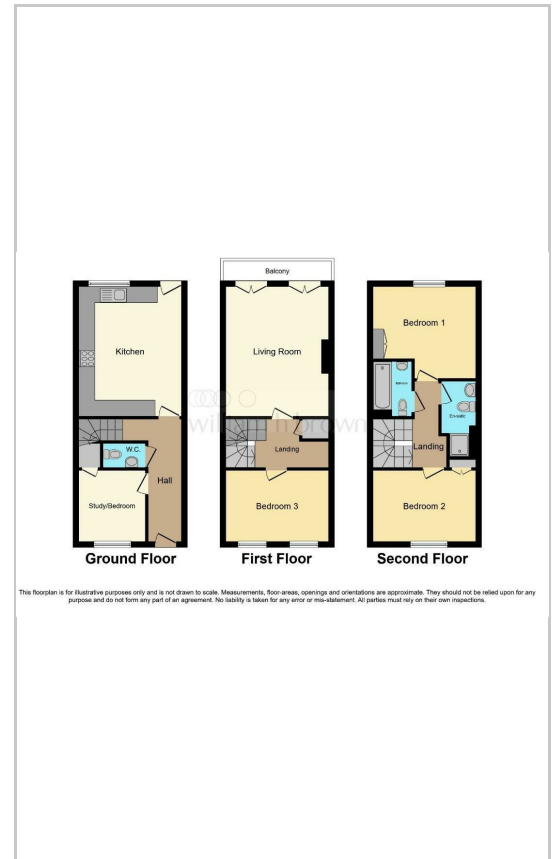 Balcony
Kitchen
Living Room
Bedroom 1
Bathroom
En-suite
william h brown
W.C.
Landing
Landing
Hall
Study/Bedroom
Bedroom 3
Bedroom 2
Ground Floor
First Floor
Second Floor
This floorplan is for illustrative purposes only and is not drawn to scale. Measurements, floor-areas, openings and orientations are approximate. They should not be relied upon for any
purpose and do not form any part of an agreement. No liability is taken for any error or mis-statement. All parties must rely on their own inspections.